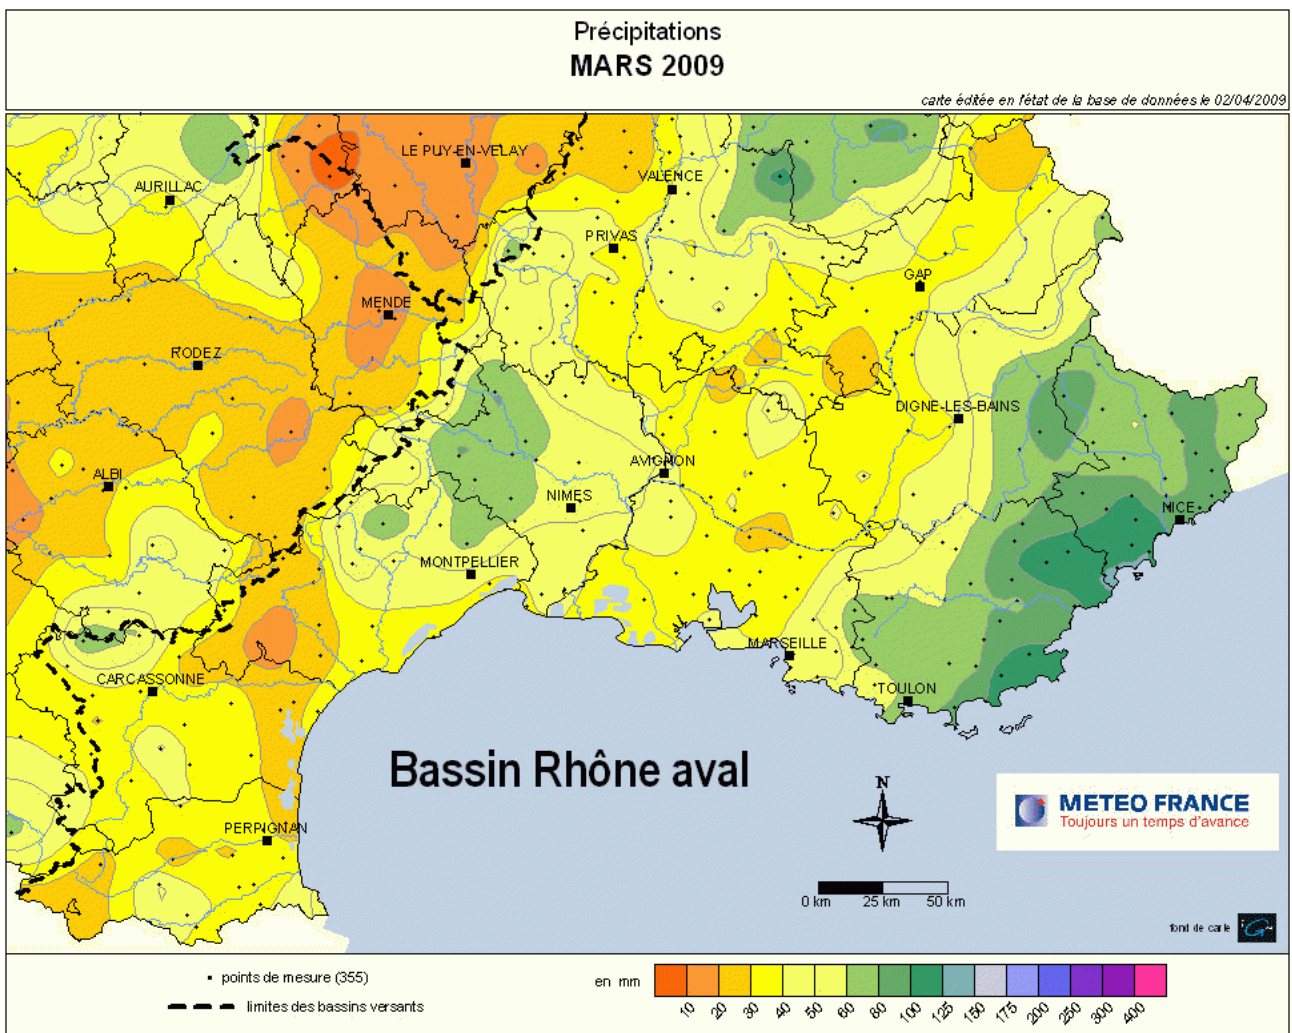 Précipitations
MARS 2009
carte éditée en l'état de la base de données le 02/04/2009
LE PUY-EN-VELAY
AURILLAC
VALENCE
PRIVAS
GAP
MENDE
RODEZ
DIGNE-LES-BAINS
ALBI
AVIGNON
NIMES
NICE
MONTPELLIER
MARSEILLE
CARCASSONNE
TOULON
Bassin Rhône aval
N
METEO FRANCE
Toujours un temps d'avance
PERPIGNAN
0 km 25 km 50 km
fond de carte
points de mesure (355)
limites des bassins versants
en mm
10 20 30 40 50 60 80 100 125 150 175 200 250 300 400